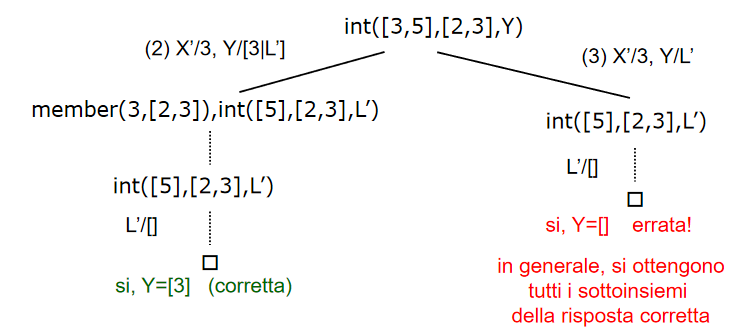 int([3,5],[2,3],Y)
(2) X'/3, Y/[3|L']
(3) X'/3, Y/L'
member(3,[2,3]),int([5],[2,3],L')
int([5],[2,3],L')
int([5],[2,3],L')
L'/[]
L'/[]
si, Y=[3] (corretta)
si, Y=[] errata!
in generale, si ottengono
tutti i sottoinsiemi
della risposta corretta